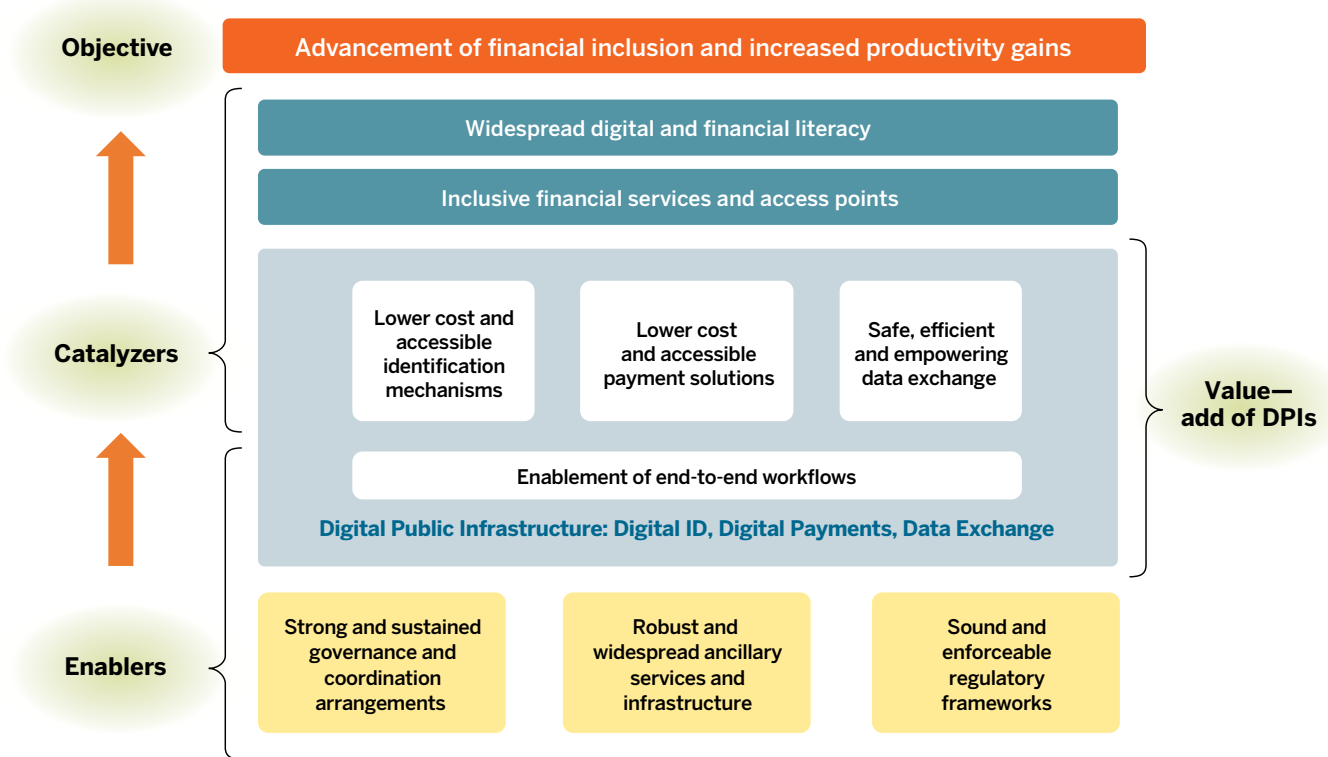 Objective
Advancement of financial inclusion and increased productivity gains
Widespread digital and financial literacy
Inclusive financial services and access points
Catalyzers
Lower cost and
accessible
identification
mechanisms
Lower cost
and accessible
payment solutions
Safe, efficient
and empowering
data exchange
Value—
add of DPIs
Enablement of end-to-end workflows
Digital Public Infrastructure: Digital ID, Digital Payments, Data Exchange
Enablers
Strong and sustained
governance and
coordination
arrangements
Robust and
widespread ancillary
services and
infrastructure
Sound and
enforceable
regulatory
frameworks